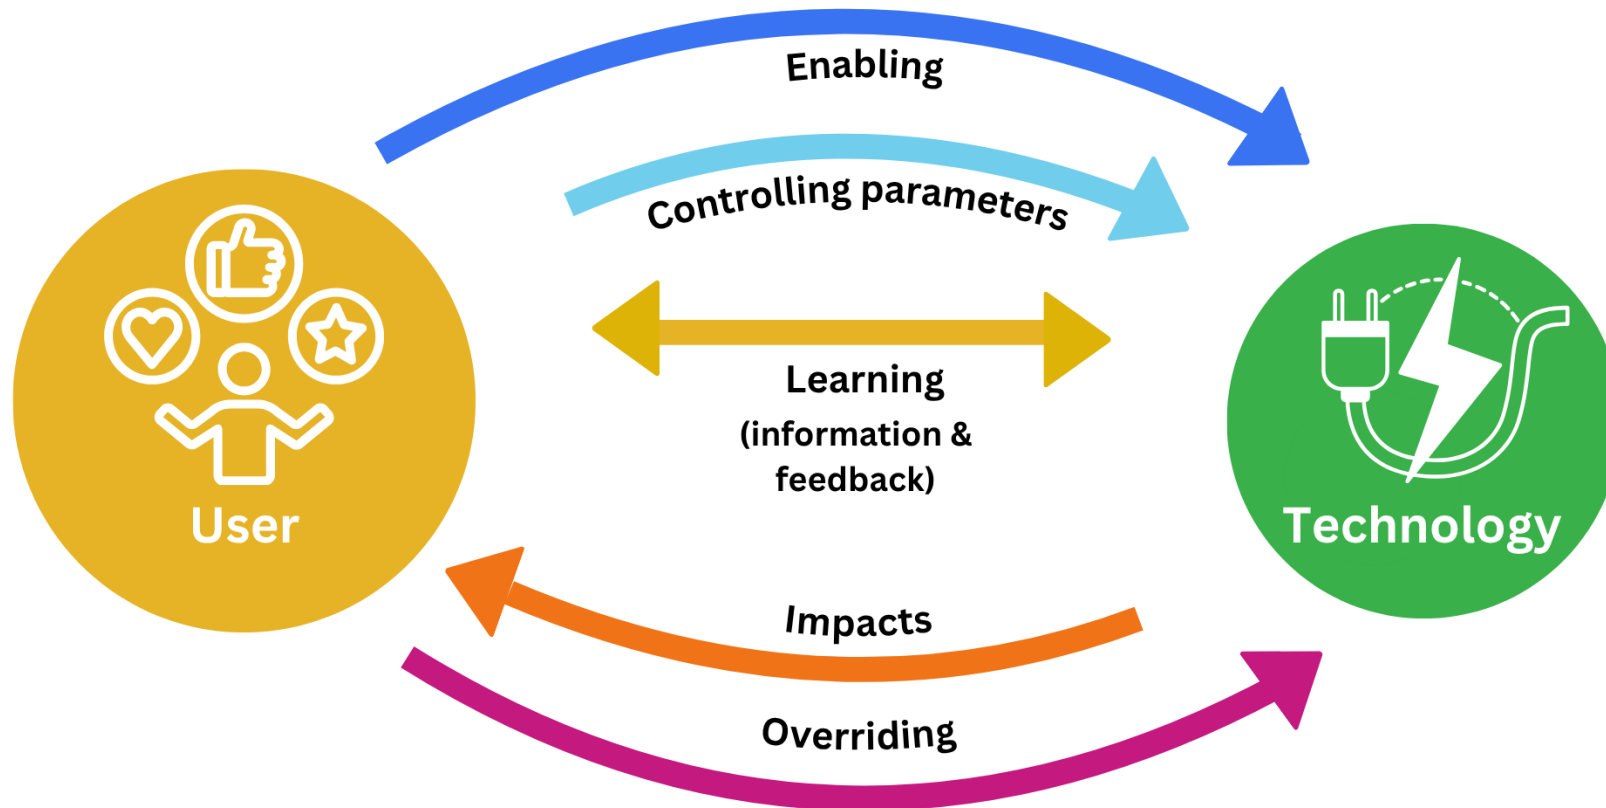 Enabling
Controlling parameters
Learning
(information &
feedback)
User
Technology
Impacts
Overriding